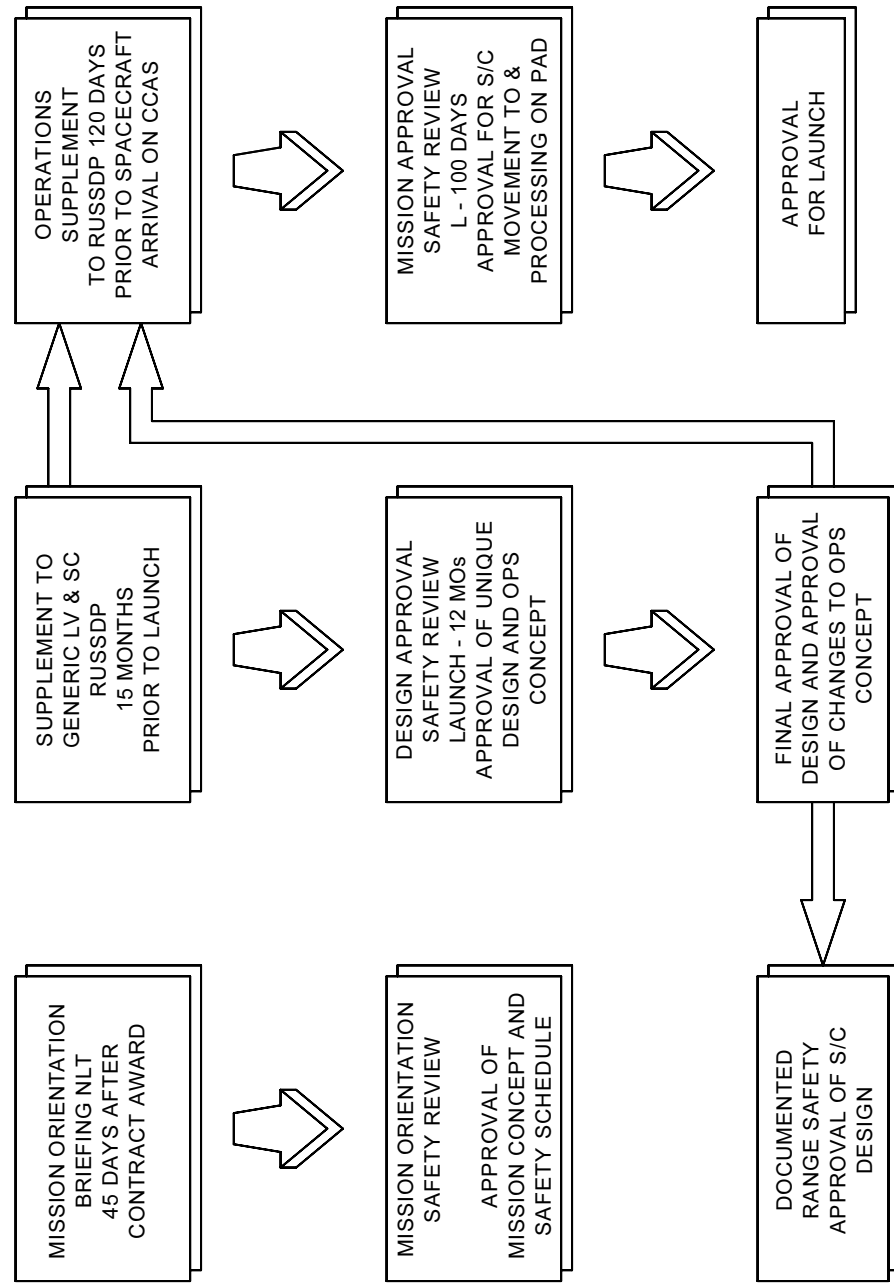 MISSION ORIENTATION
BRIEFING NLT
45 DAYS AFTER
CONTRACT AWARD
MISSION ORIENTATION
SAFETY REVIEW
APPROVAL OF
MISSION CONCEPT AND
SAFETY SCHEDULE
DOCUMENTED
RANGE SAFETY
APPROVAL OF S/C
DESIGN
SUPPLEMENT TO
GENERIC LV & SC
RUSSDP
15 MONTHS
PRIOR TO LAUNCH
DESIGN APPROVAL
SAFETY REVIEW
LAUNCH - 12 MOs
APPROVAL OF UNIQUE
DESIGN AND OPS
CONCEPT
FINAL APPROVAL OF
DESIGN AND APPROVAL
OF CHANGES TO OPS
CONCEPT
OPERATIONS
SUPPLEMENT
TO RUSSDP 120 DAYS
PRIOR TO SPACECRAFT
ARRIVAL ON CCAS
MISSION APPROVAL
SAFETY REVIEW
L - 100 DAYS
APPROVAL FOR S/C
MOVEMENT TO &
PROCESSING ON PAD
APPROVAL
FOR LAUNCH